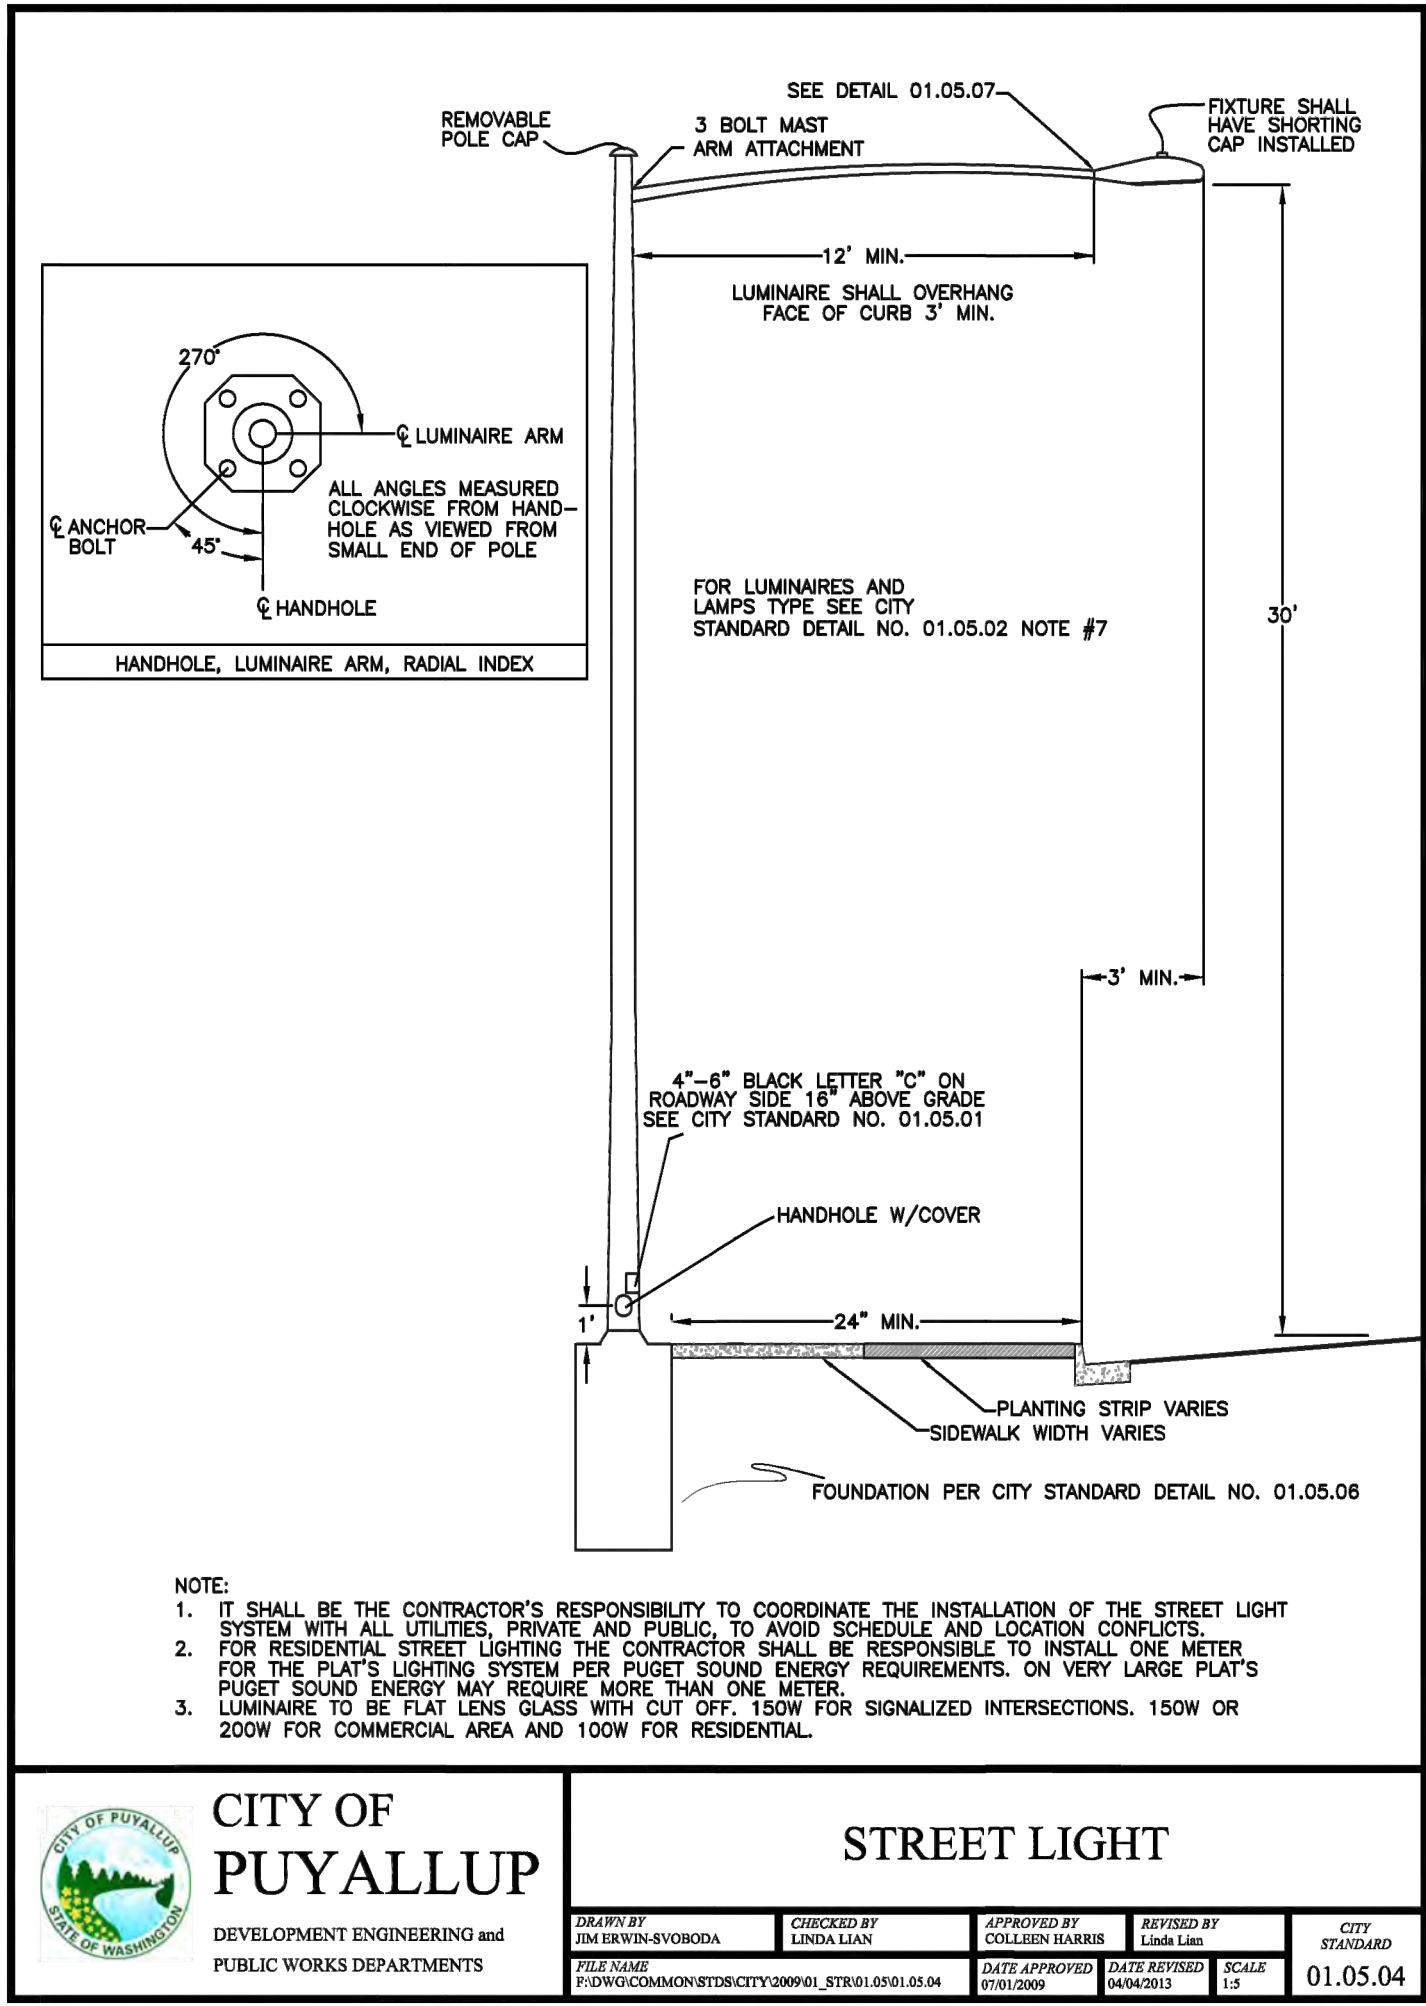 SEE DETAIL 01.05.07
REMOVABLE
POLE CAP
3 BOLT MAST
ARM ATTACHMENT
FIXTURE SHALL
HAVE SHORTING
CAP INSTALLED
12' MIN.
LUMINAIRE SHALL OVERHANG
FACE OF CURB 3' MIN.
270°
℄ LUMINAIRE ARM
ALL ANGLES MEASURED
CLOCKWISE FROM HAND-
HOLE AS VIEWED FROM
SMALL END OF POLE
℄ ANCHOR
BOLT
45°
℄ HANDHOLE
HANDHOLE, LUMINAIRE ARM, RADIAL INDEX
FOR LUMINAIRES AND
LAMPS TYPE SEE CITY
STANDARD DETAIL NO. 01.05.02 NOTE #7
30'
3' MIN.
4"-6" BLACK LETTER "C" ON
ROADWAY SIDE 16" ABOVE GRADE
SEE CITY STANDARD NO. 01.05.01
HANDHOLE W/COVER
1'
24" MIN.
PLANTING STRIP VARIES
SIDEWALK WIDTH VARIES
FOUNDATION PER CITY STANDARD DETAIL NO. 01.05.06
NOTE:
1. IT SHALL BE THE CONTRACTOR'S RESPONSIBILITY TO COORDINATE THE INSTALLATION OF THE STREET LIGHT
SYSTEM WITH ALL UTILITIES, PRIVATE AND PUBLIC, TO AVOID SCHEDULE AND LOCATION CONFLICTS.
2. FOR RESIDENTIAL STREET LIGHTING THE CONTRACTOR SHALL BE RESPONSIBLE TO INSTALL ONE METER
FOR THE PLAT'S LIGHTING SYSTEM PER PUGET SOUND ENERGY REQUIREMENTS. ON VERY LARGE PLAT'S
PUGET SOUND ENERGY MAY REQUIRE MORE THAN ONE METER.
3. LUMINAIRE TO BE FLAT LENS GLASS WITH CUT OFF. 150W FOR SIGNALIZED INTERSECTIONS. 150W OR
200W FOR COMMERCIAL AREA AND 100W FOR RESIDENTIAL.
CITY OF PUYALLUP
STATE OF WASHINGTON
CITY OF
PUYALLUP
DEVELOPMENT ENGINEERING and
PUBLIC WORKS DEPARTMENTS
STREET LIGHT
DRAWN BY
JIM ERWIN-SVOBODA
CHECKED BY
LINDA LIAN
APPROVED BY
COLLEEN HARRIS
REVISED BY
Linda Lian
CITY
STANDARD
01.05.04
FILE NAME
F:\DWG\COMMON\STDS\CITY\2009\01_STR\01.05\01.05.04
DATE APPROVED
07/01/2009
DATE REVISED
04/04/2013
SCALE
1:5